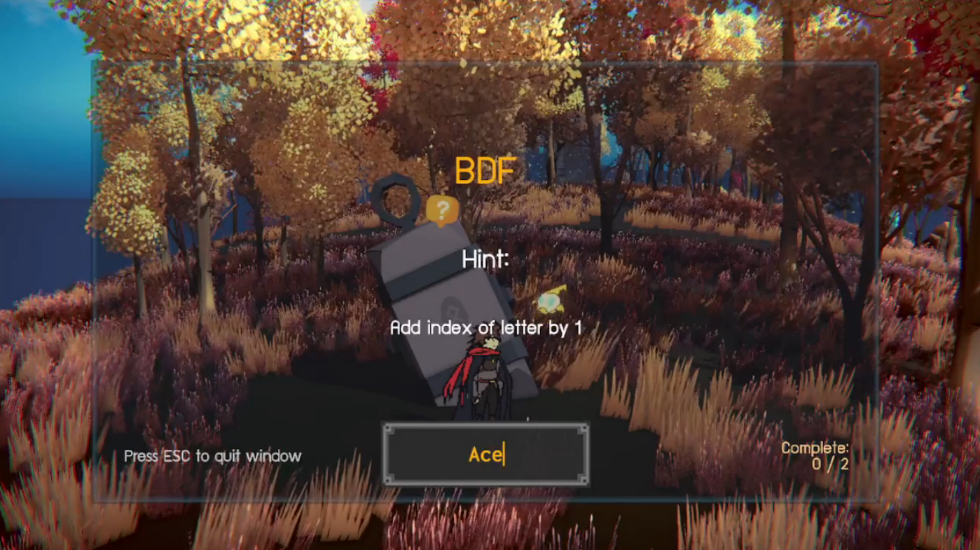 BDF
?
Hint:
Add index of letter by 1
Ace
Press ESC to quit window
Complete:
0 / 2